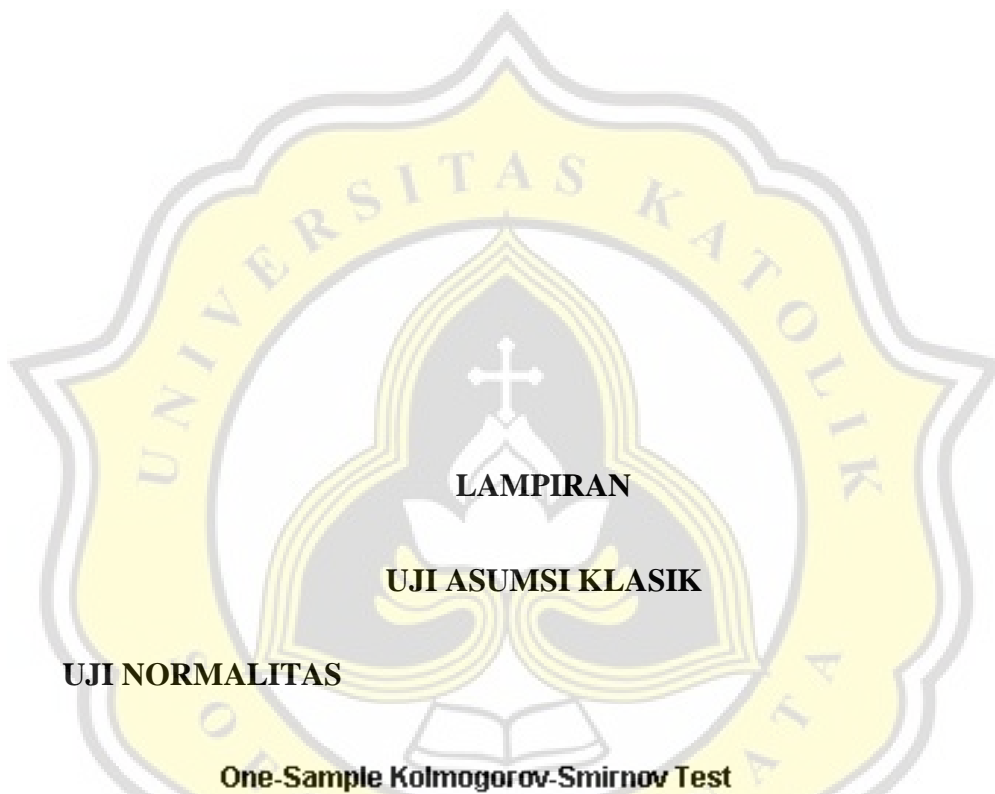 UNIVERSITAS KATOLIK
LAMPIRAN
UJI ASUMSI KLASIK
UJI NORMALITAS
One-Sample Kolmogorov-Smirnov Test